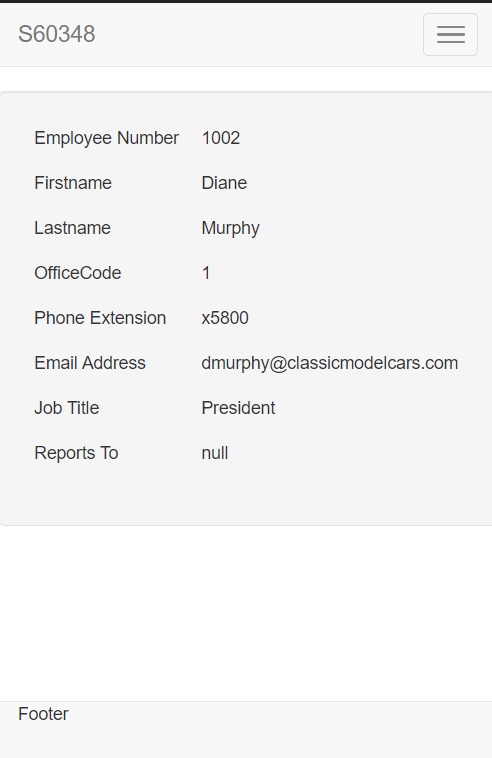 S60348
Employee Number 1002
Firstname Diane
Lastname Murphy
OfficeCode 1
Phone Extension x5800
Email Address dmurphy@classicmodelcars.com
Job Title President
Reports To null
Footer